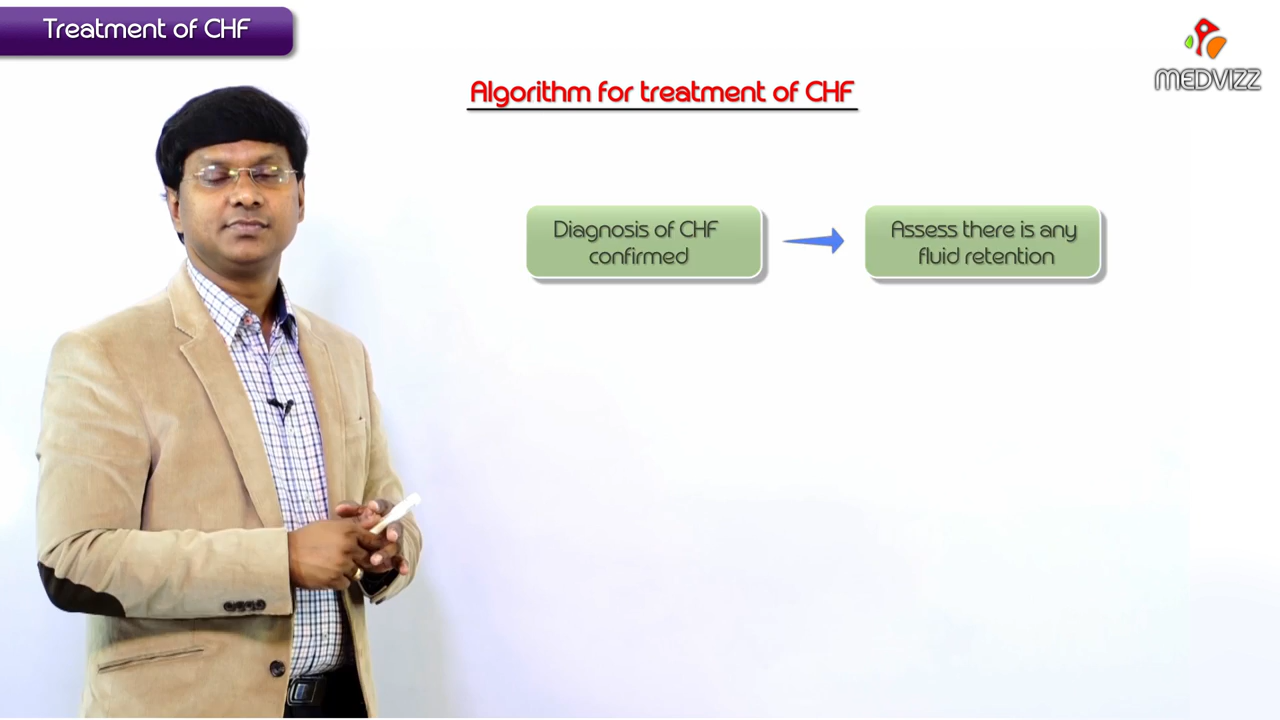 Treatment of CHF
MEDVIZZ
Algorithm for treatment of CHF
Diagnosis of CHF
confirmed
Assess there is any
fluid retention